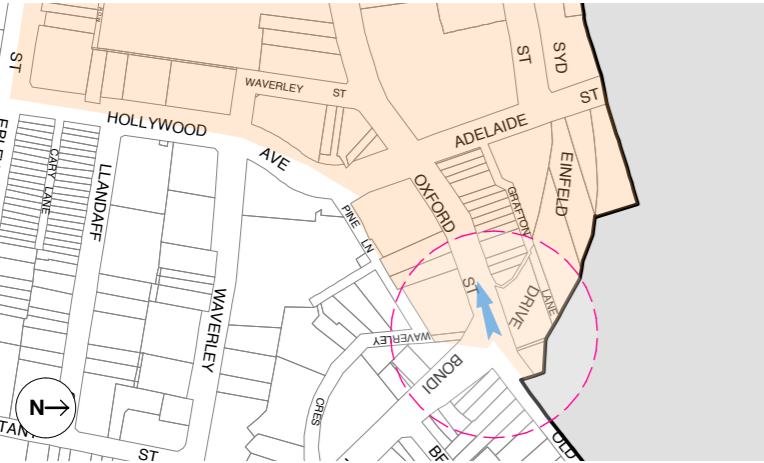 ST
ST
SYD
WAVERLEY ST
ST
HOLLYWOOD
ADELAIDE
AVE
CARY LANE
LLANDAFF
EINFELD
OXFORD
GRAFTON
PINE LN
ST
LANE
DRIVE
WAVERLEY
WAVERLEY
BONDI
CRES
N
ST
OLD